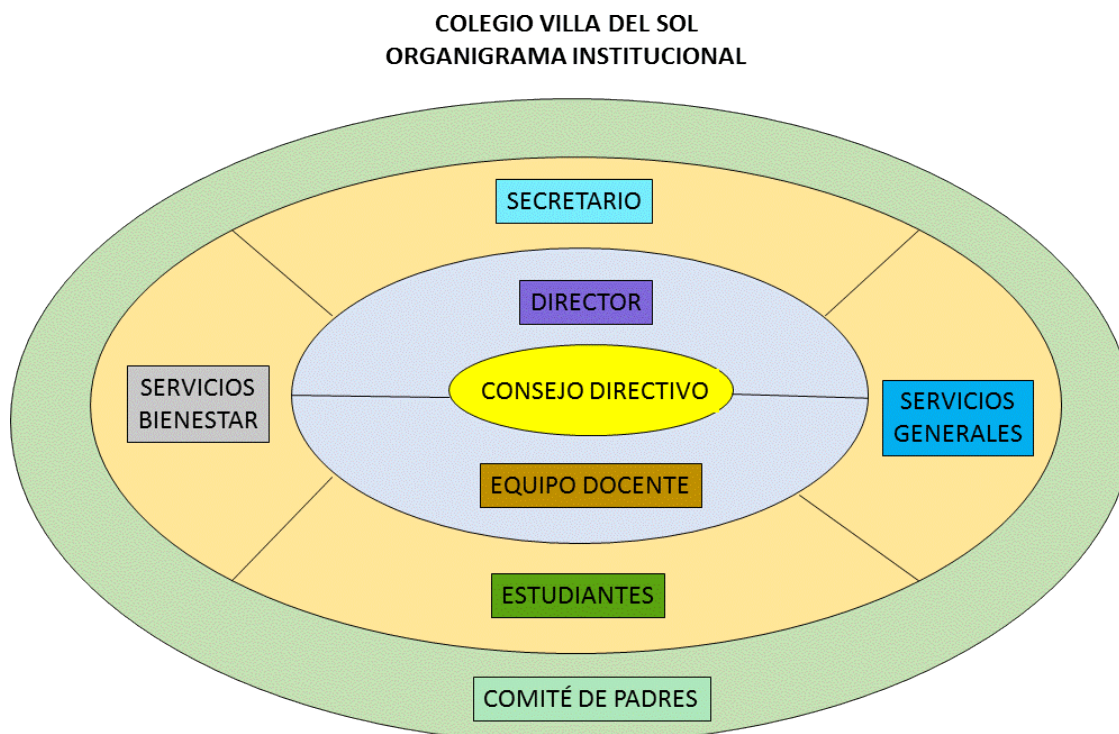 COLEGIO VILLA DEL SOL
ORGANIGRAMA INSTITUCIONAL
SECRETARIO
DIRECTOR
SERVICIOS
BIENESTAR
CONSEJO DIRECTIVO
SERVICIOS
GENERALES
EQUIPO DOCENTE
ESTUDIANTES
COMITÉ DE PADRES